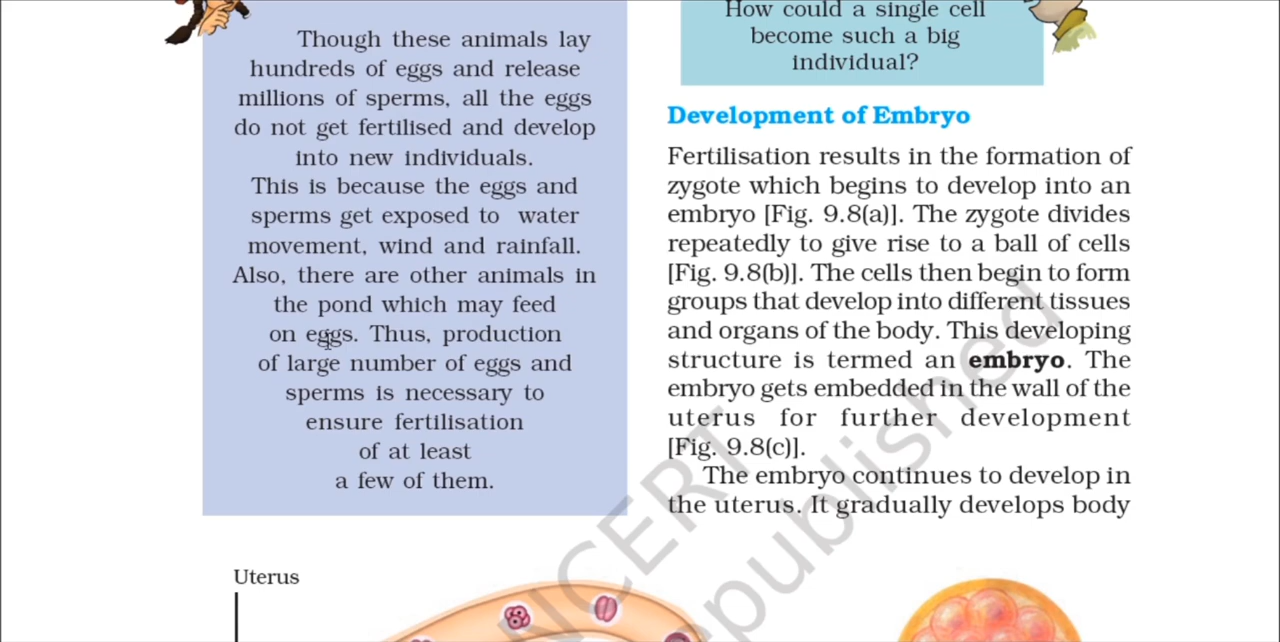 Though these animals lay
hundreds of eggs and release
millions of sperms, all the eggs
do not get fertilised and develop
into new individuals.
This is because the eggs and
sperms get exposed to water
movement, wind and rainfall.
Also, there are other animals in
the pond which may feed
on eggs. Thus, production
of large number of eggs and
sperms is necessary to
ensure fertilisation
of at least
a few of them.
How could a single cell
become such a big
individual?
Development of Embryo
Fertilisation results in the formation of
zygote which begins to develop into an
embryo [Fig. 9.8(a)]. The zygote divides
repeatedly to give rise to a ball of cells
[Fig. 9.8(b)]. The cells then begin to form
groups that develop into different tissues
and organs of the body. This developing
structure is termed an embryo. The
embryo gets embedded in the wall of the
uterus for further development
[Fig. 9.8(c)].
The embryo continues to develop in
the uterus. It gradually develops body
Uterus
NCERT
published